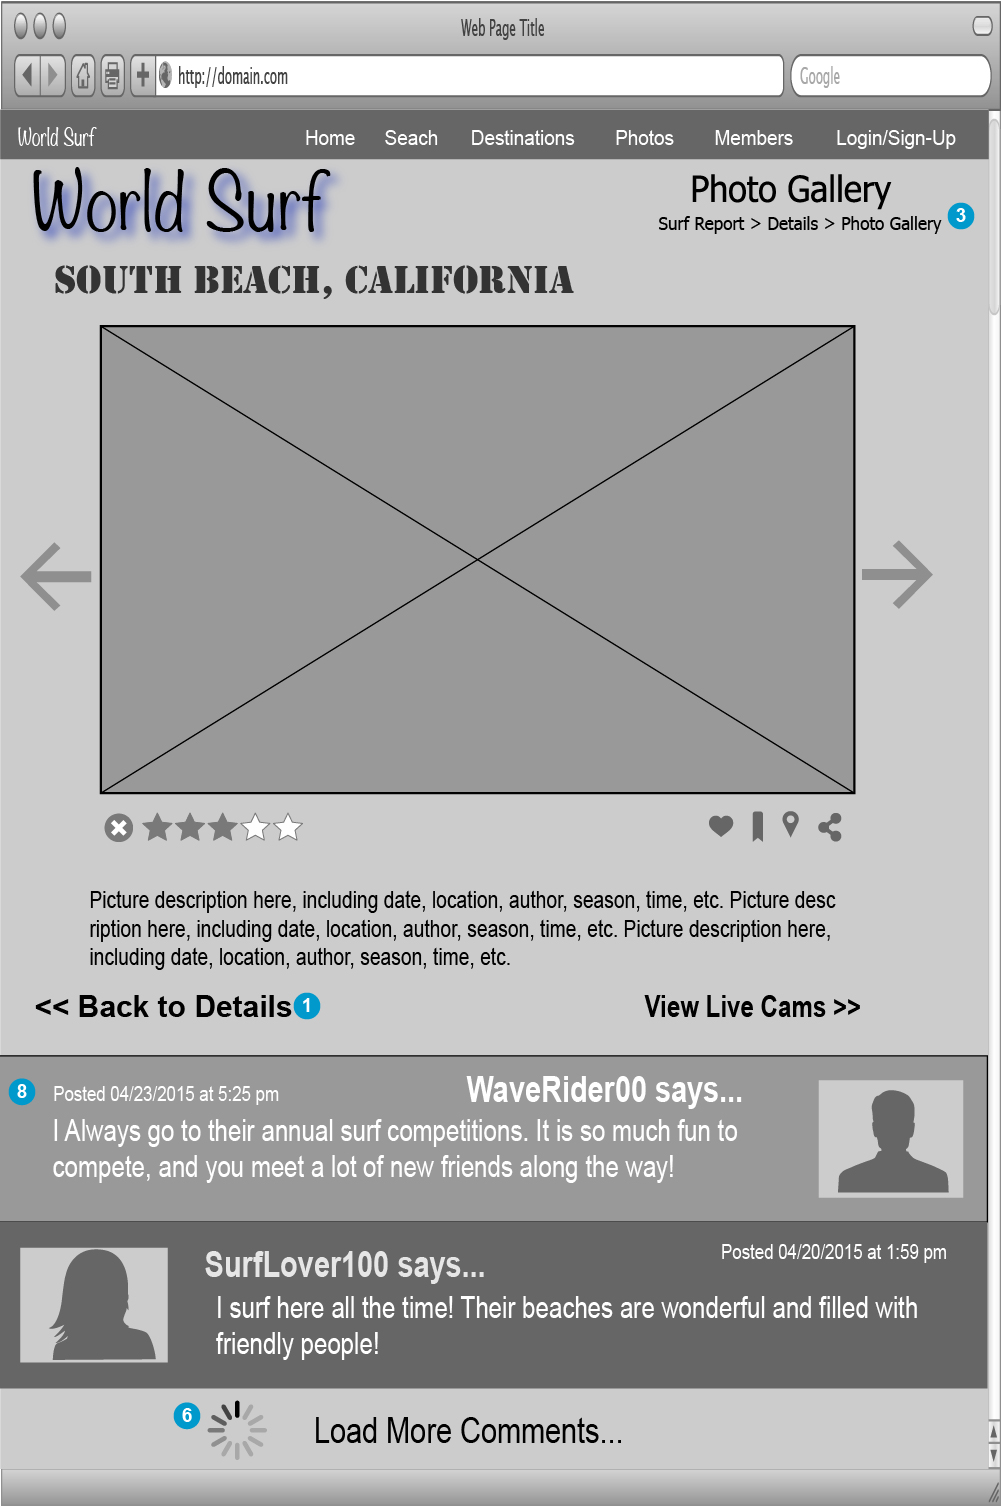 Web Page Title
http://domain.com
Google
World Surf
Home Seach Destinations Photos Members Login/Sign-Up
World Surf
Photo Gallery
Surf Report > Details > Photo Gallery 3
SOUTH BEACH, CALIFORNIA
Picture description here, including date, location, author, season, time, etc. Picture desc
ription here, including date, location, author, season, time, etc. Picture description here,
including date, location, author, season, time, etc.
<< Back to Details 1
View Live Cams >>
8
Posted 04/23/2015 at 5:25 pm
WaveRider00 says...
I Always go to their annual surf competitions. It is so much fun to
compete, and you meet a lot of new friends along the way!
SurfLover100 says...
Posted 04/20/2015 at 1:59 pm
I surf here all the time! Their beaches are wonderful and filled with
friendly people!
6
Load More Comments...